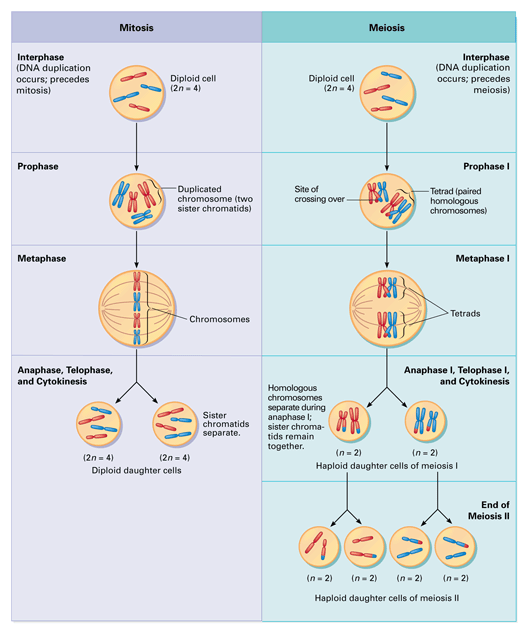 Mitosis
Meiosis
Interphase
(DNA duplication
occurs; precedes
mitosis)
Diploid cell
(2n = 4)
Diploid cell
(2n = 4)
Interphase
(DNA duplication
occurs; precedes
meiosis)
Prophase
Duplicated
chromosome (two
sister chromatids)
Prophase I
Site of
crossing over
Tetrad (paired
homologous
chromosomes)
Metaphase
Chromosomes
Metaphase I
Tetrads
Anaphase, Telophase,
and Cytokinesis
Sister
chromatids
separate.
(2n = 4)
(2n = 4)
Diploid daughter cells
Anaphase I, Telophase I,
and Cytokinesis
Homologous
chromosomes
separate during
anaphase I;
sister chroma-
tids remain
together.
(n = 2)
(n = 2)
Haploid daughter cells of meiosis I
End of
Meiosis II
(n = 2)
(n = 2)
(n = 2)
(n = 2)
Haploid daughter cells of meiosis II